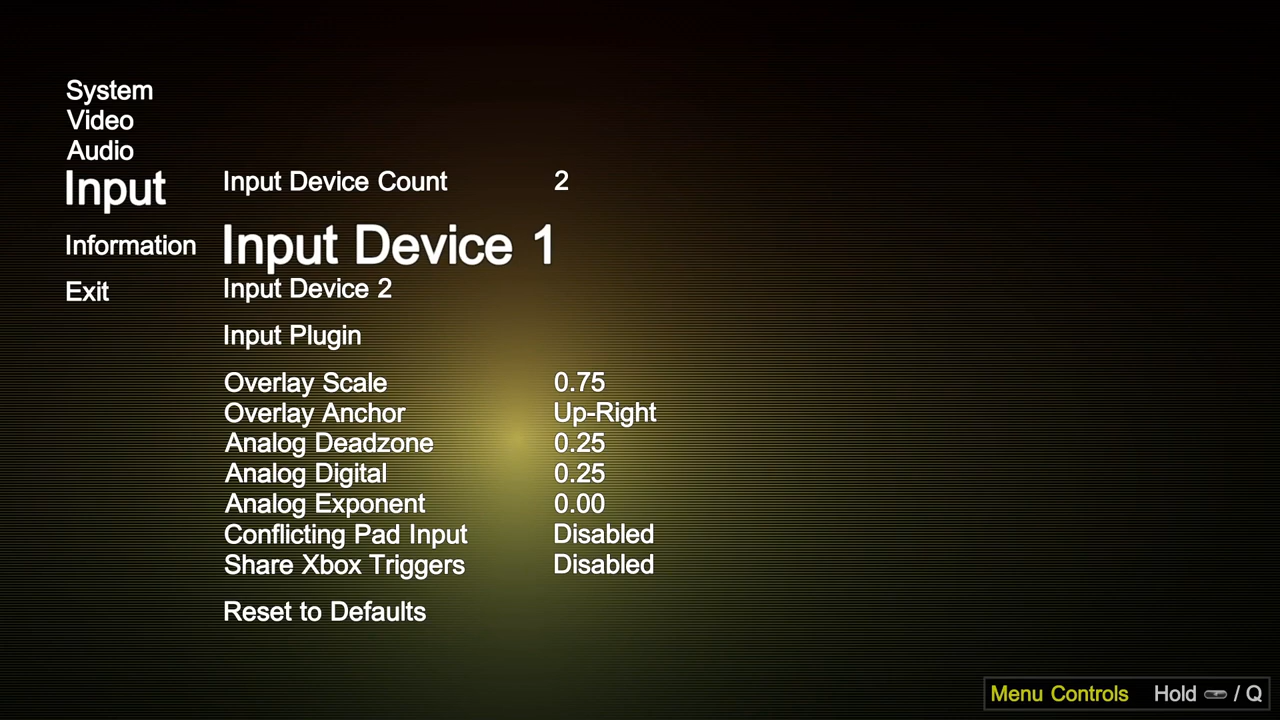 System
Video
Audio
Input
Information
Exit
Input Device Count 2
Input Device 1
Input Device 2
Input Plugin
Overlay Scale 0.75
Overlay Anchor Up-Right
Analog Deadzone 0.25
Analog Digital 0.25
Analog Exponent 0.00
Conflicting Pad Input Disabled
Share Xbox Triggers Disabled
Reset to Defaults
Menu Controls Hold / Q